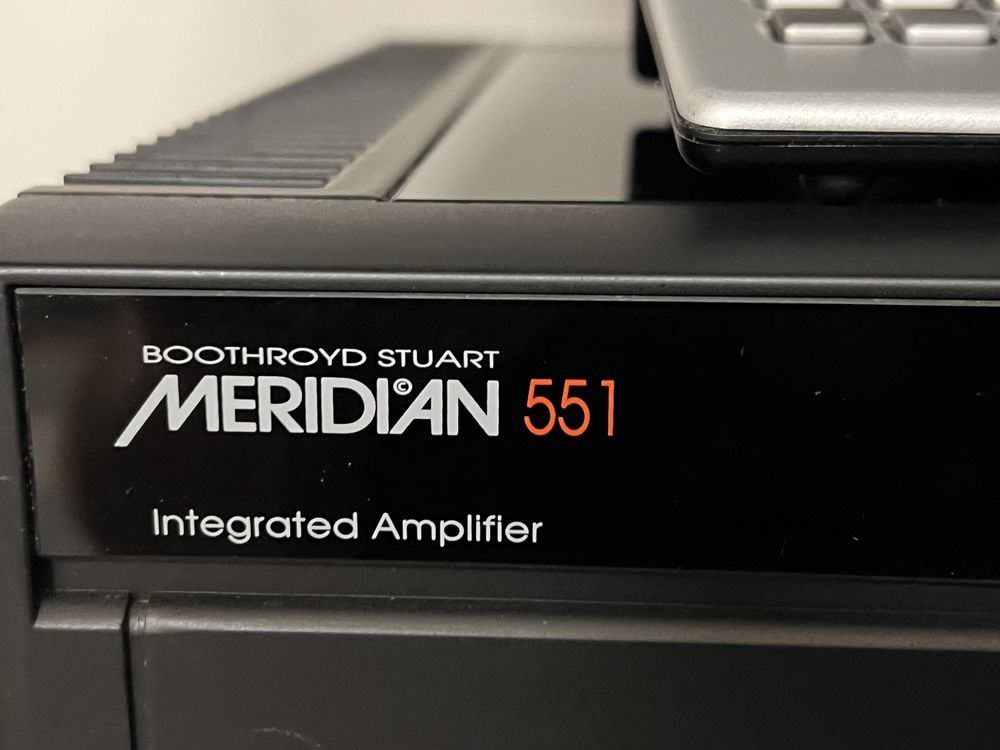 BOOTHROYD STUART
MERIDIAN© 551
Integrated Amplifier